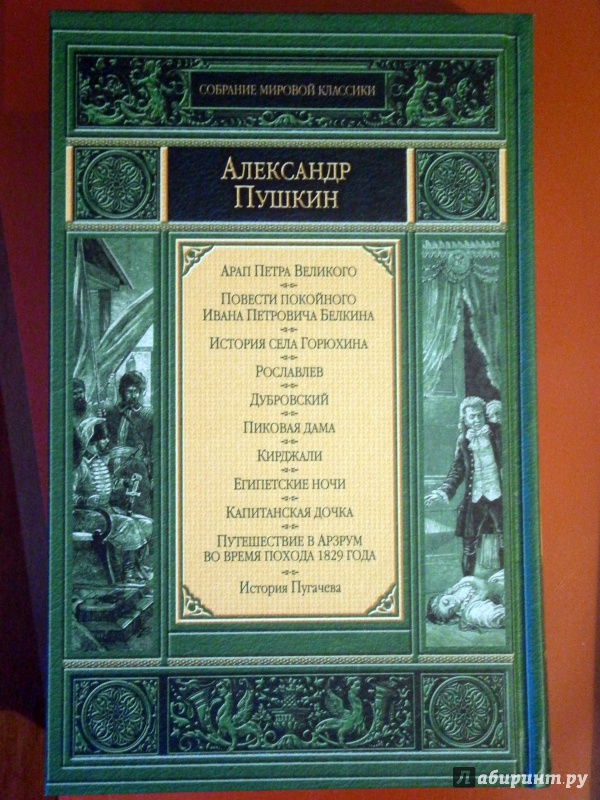 Собрание мировой классики
Александр
Пушкин
Арап Петра Великого
Повести покойного
Ивана Петровича Белкина
История села Горюхина
Рославлев
Дубровский
Пиковая дама
Кирджали
Египетские ночи
Капитанская дочка
Путешествие в Арзрум
во время похода 1829 года
История Пугачева
Лабиринт.ру